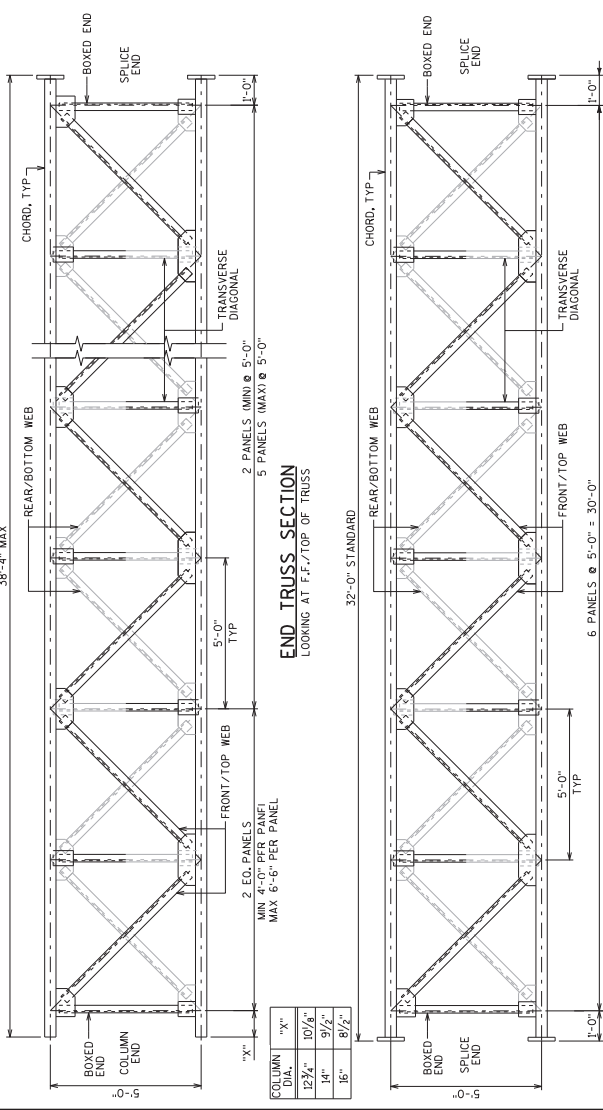 38'-4" MAX
CHORD, TYP
BOXED END
SPLICE
END
REAR/BOTTOM WEB
TRANSVERSE
DIAGONAL
1'-0"
2 PANELS (MIN) @ 5'-0"
5 PANELS (MAX) @ 5'-0"
5'-0"
TYP
FRONT/TOP WEB
2 EQ. PANELS
MIN 4'-0" PER PANEL
MAX 6'-6" PER PANEL
BOXED
END
COLUMN
END
5'-0"
"X"
END TRUSS SECTION
LOOKING AT F.F./TOP OF TRUSS
COLUMN DIA. "X"
12¾" 10⅛"
14" 9½"
16" 8½"
32'-0" STANDARD
CHORD, TYP
BOXED END
SPLICE
END
REAR/BOTTOM WEB
TRANSVERSE
DIAGONAL
FRONT/TOP WEB
5'-0"
TYP
BOXED
END
SPLICE
END
5'-0"
1'-0"
6 PANELS @ 5'-0" = 30'-0"
1'-0"